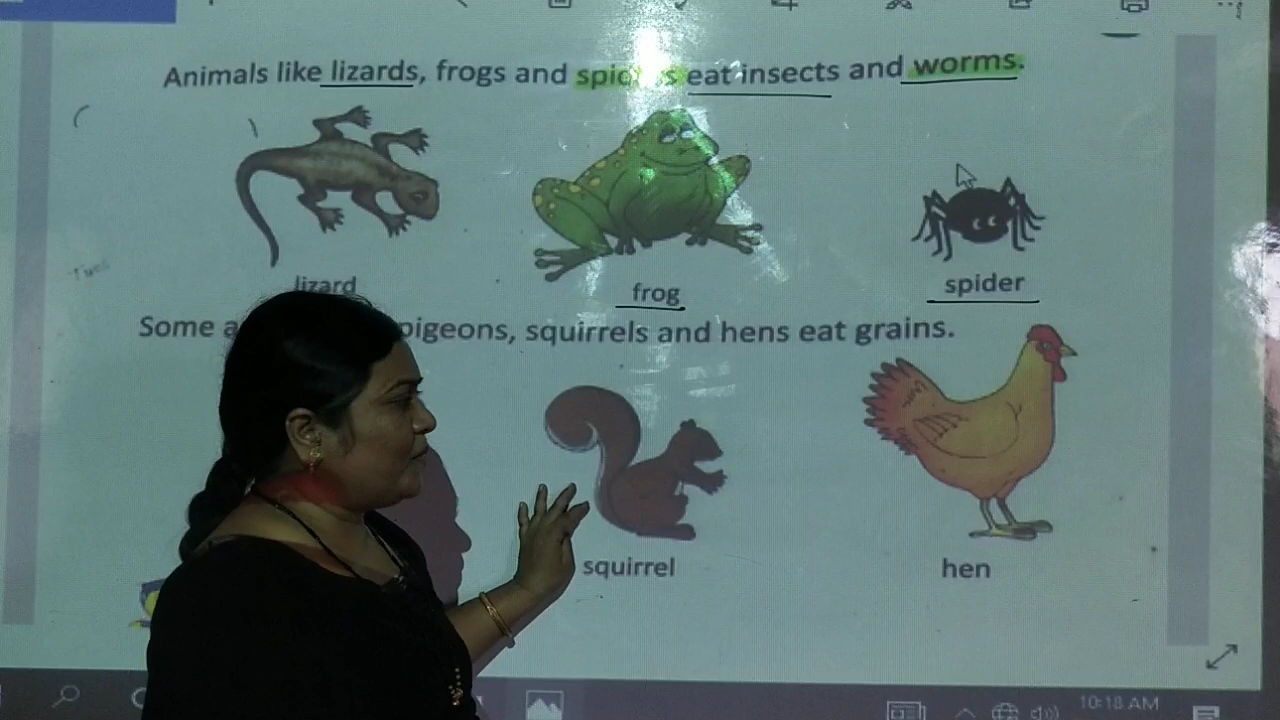 Animals like lizards, frogs and spiders eat insects and worms.
lizard
frog
spider
Some pigeons, squirrels and hens eat grains.
squirrel
hen
10:18 AM